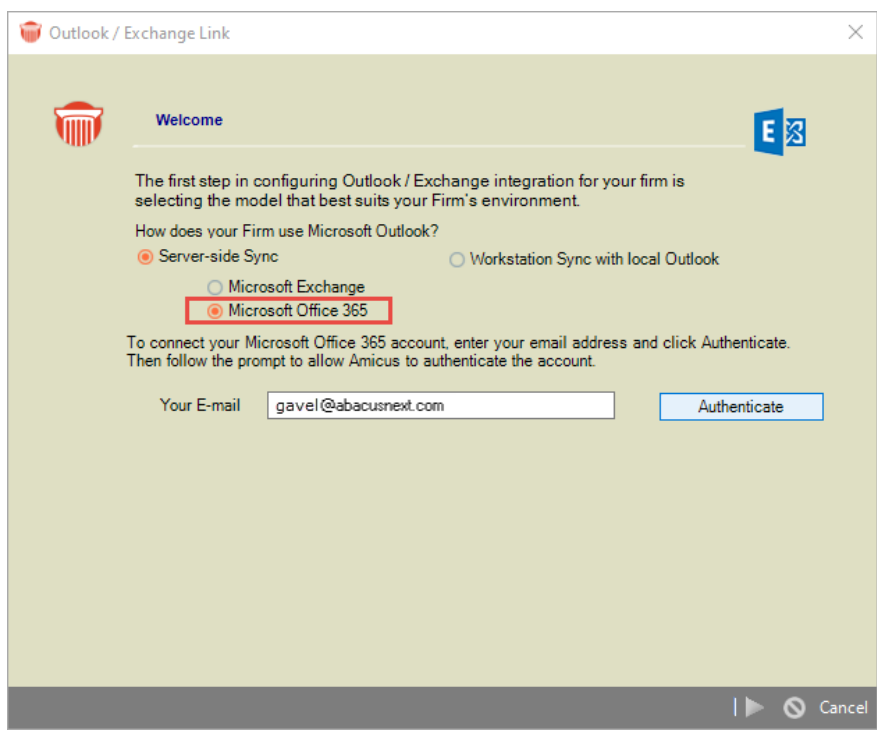 Outlook / Exchange Link
Welcome
E
The first step in configuring Outlook / Exchange integration for your firm is
selecting the model that best suits your Firm's environment.
How does your Firm use Microsoft Outlook?
Server-side Sync
Workstation Sync with local Outlook
Microsoft Exchange
Microsoft Office 365
To connect your Microsoft Office 365 account, enter your email address and click Authenticate.
Then follow the prompt to allow Amicus to authenticate the account.
Your E-mail
gavel@abacusnext.com
Authenticate
Cancel